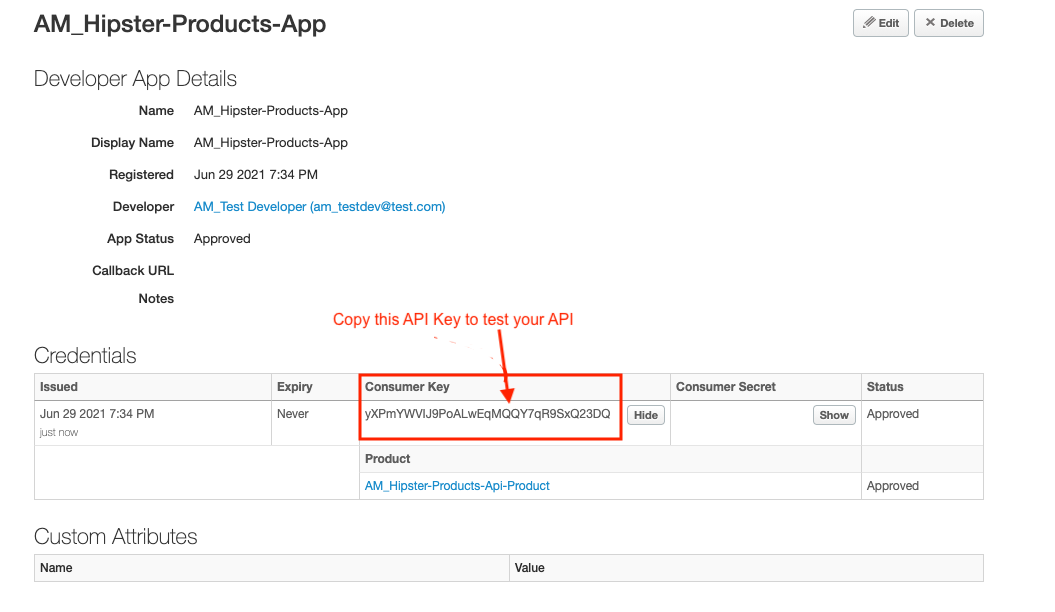 AM_Hipster-Products-App
Edit
Delete
Developer App Details
Name AM_Hipster-Products-App
Display Name AM_Hipster-Products-App
Registered Jun 29 2021 7:34 PM
Developer AM_Test Developer (am_testdev@test.com)
App Status Approved
Callback URL
Notes
Copy this API Key to test your API
Credentials
Issued Expiry Consumer Key Consumer Secret Status
Jun 29 2021 7:34 PM Never yXPmYWVIJ9PoALwEqMQQY7qR9SxQ23DQ Hide Show Approved
just now
Product
AM_Hipster-Products-Api-Product Approved
Custom Attributes
Name Value